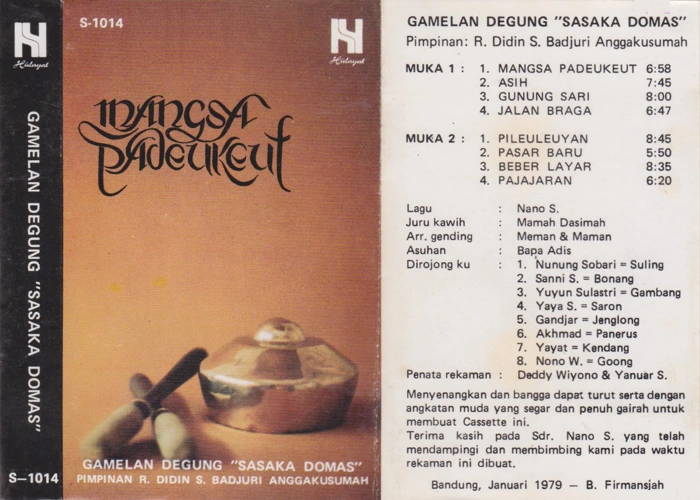 Hidayat
GAMELAN DEGUNG "SASAKA DOMAS"
S-1014
S-1014
Hidayat
MANGSA
PADEUKEUT
GAMELAN DEGUNG "SASAKA DOMAS"
PIMPINAN R. DIDIN S. BADJURI ANGGAKUSUMAH
GAMELAN DEGUNG "SASAKA DOMAS"
Pimpinan: R. Didin S. Badjuri Anggakusumah
MUKA 1 : 1. MANGSA PADEUKEUT 6:58
2. ASIH 7:45
3. GUNUNG SARI 8:00
4. JALAN BRAGA 6:47
MUKA 2 : 1. PILEULEUYAN 8:45
2. PASAR BARU 5:50
3. BEBER LAYAR 8:35
4. PAJAJARAN 6:20
Lagu : Nano S.
Juru kawih : Mamah Dasimah
Arr. gending : Meman & Maman
Asuhan : Bapa Adis
Dirojong ku : 1. Nunung Sobari = Suling
2. Sanni S. = Bonang
3. Yuyun Sulastri = Gambang
4. Yaya S. = Saron
5. Gandjar = Jenglong
6. Akhmad = Panerus
7. Yayat = Kendang
8. Nono W. = Goong
Penata rekaman : Deddy Wiyono & Yanuar S.
Menyenangkan dan bangga dapat turut serta dengan
angkatan muda yang segar dan penuh gairah untuk
membuat Cassette ini.
Terima kasih pada Sdr. Nano S. yang telah
mendampingi dan membimbing kami pada waktu
rekaman ini dibuat.
Bandung, Januari 1979 – B. Firmansjah